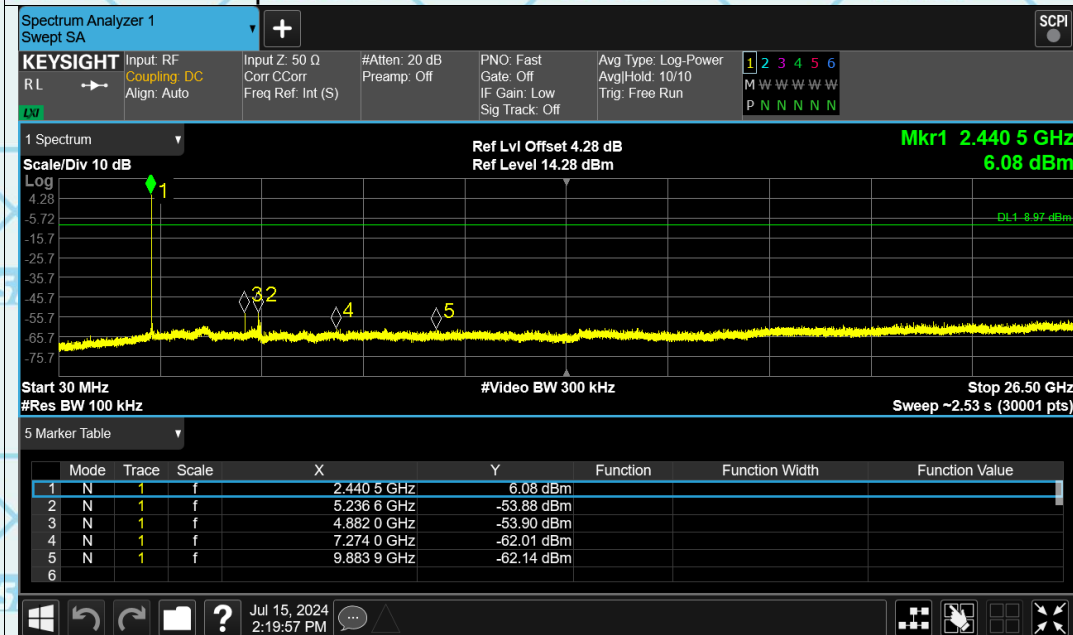 Spectrum Analyzer 1
Swept SA
+
SCPI
KEYSIGHT
R L
LXI
Input: RF
Coupling: DC
Align: Auto
Input Z: 50 Ω
Corr CCorr
Freq Ref: Int (S)
#Atten: 20 dB
Preamp: Off
PNO: Fast
Gate: Off
IF Gain: Low
Sig Track: Off
Avg Type: Log-Power
Avg|Hold: 10/10
Trig: Free Run
1 2 3 4 5 6
M W W W W W
P N N N N N
1 Spectrum
Scale/Div 10 dB
Ref Lvl Offset 4.28 dB
Ref Level 14.28 dBm
Mkr1 2.440 5 GHz
6.08 dBm
Log
4.28
-5.72
-15.7
-25.7
-35.7
-45.7
-55.7
-65.7
-75.7
1
DL1 -8.97 dBm
3 2
4
5
Start 30 MHz
#Video BW 300 kHz
Stop 26.50 GHz
#Res BW 100 kHz
Sweep ~2.53 s (30001 pts)
5 Marker Table
Mode Trace Scale X Y Function Function Width Function Value
1 N 1 f 2.440 5 GHz 6.08 dBm
2 N 1 f 5.236 6 GHz -53.88 dBm
3 N 1 f 4.882 0 GHz -53.90 dBm
4 N 1 f 7.274 0 GHz -62.01 dBm
5 N 1 f 9.883 9 GHz -62.14 dBm
6
?
Jul 15, 2024
2:19:57 PM